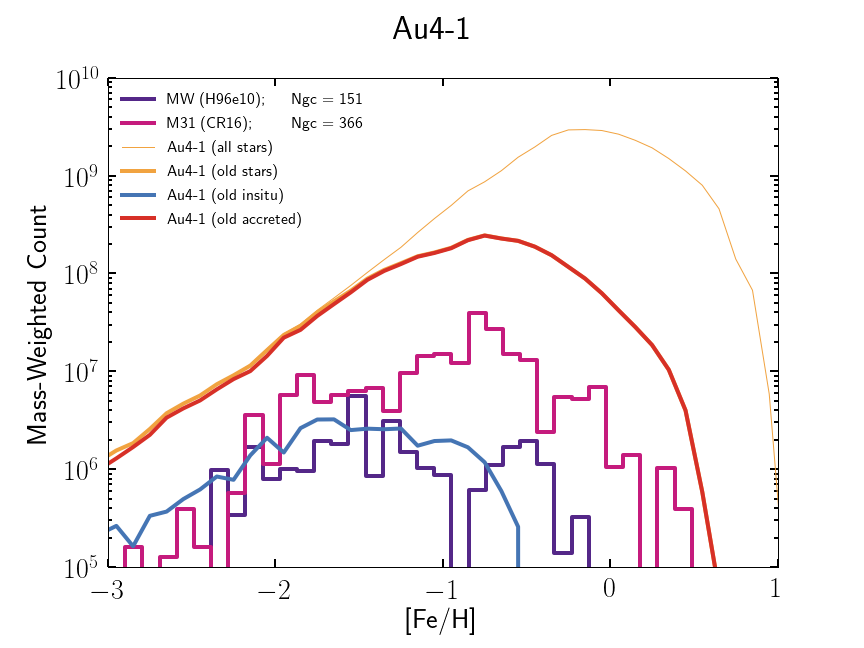 Au4-1
10^10
10^9
10^8
10^7
10^6
10^5
Mass-Weighted Count
MW (H96e10); Ngc = 151
M31 (CR16); Ngc = 366
Au4-1 (all stars)
Au4-1 (old stars)
Au4-1 (old insitu)
Au4-1 (old accreted)
−3 −2 −1 0 1
[Fe/H]